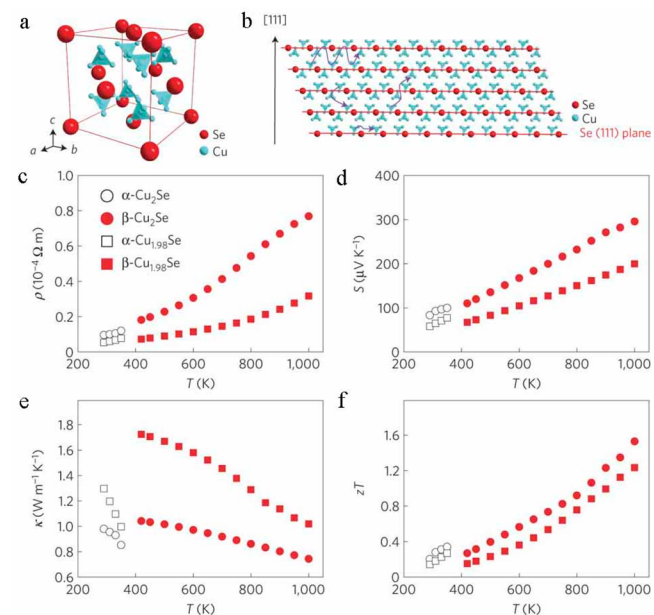 a
c
a
b
Se
Cu
b
[111]
Se
Cu
Se (111) plane
c
1.0
0.8
0.6
0.4
0.2
0
ρ (10⁻⁴ Ω m)
α-Cu₂Se
β-Cu₂Se
α-Cu₁.₉₈Se
β-Cu₁.₉₈Se
200 400 600 800 1,000
T (K)
d
400
300
200
100
0
S (μV K⁻¹)
200 400 600 800 1,000
T (K)
e
1.8
1.6
1.4
1.2
1.0
0.8
0.6
κ (W m⁻¹ K⁻¹)
200 400 600 800 1,000
T (K)
f
1.6
1.2
0.8
0.4
0
zT
200 400 600 800 1,000
T (K)